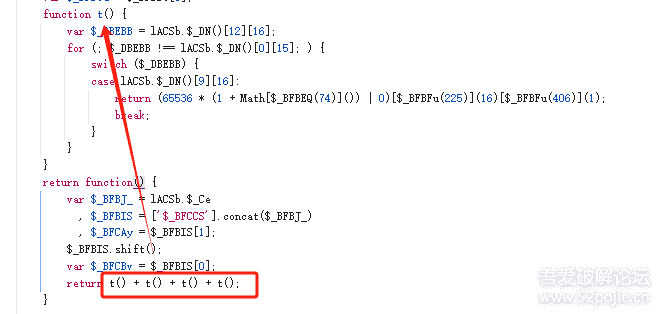 function t() {
var $_DBEBB = lACSb.$_DN()[12][16];
for (; $_DBEBB !== lACSb.$_DN()[0][15]; ) {
switch ($_DBEBB) {
case lACSb.$_DN()[9][16]:
return (65536 * (1 + Math[$_BFBEQ(74)]()) | 0)[$_BFBFu(225)](16)[$_BFBFu(406)](1);
break;
}
}
}
return function() {
var $_BFBJ_ = lACSb.$_Ce
, $_BFBIS = ['$_BFCCS'].concat($_BFBJ_)
, $_BFCAy = $_BFBIS[1];
$_BFBIS.shift();
var $_BFCBv = $_BFBIS[0];
return t() + t() + t() + t();
}
吾爱破解论坛
www.52pojie.cn